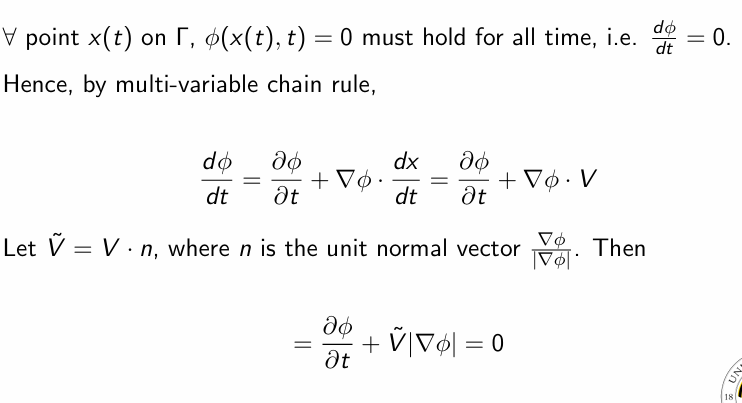 ∀ point x(t) on Γ, ϕ(x(t), t) = 0 must hold for all time, i.e. dϕ/dt = 0.
Hence, by multi-variable chain rule,
dϕ/dt = ∂ϕ/∂t + ∇ϕ · dx/dt = ∂ϕ/∂t + ∇ϕ · V
Let Ṽ = V · n, where n is the unit normal vector ∇ϕ/|∇ϕ|. Then
= ∂ϕ/∂t + Ṽ|∇ϕ| = 0
UN
18